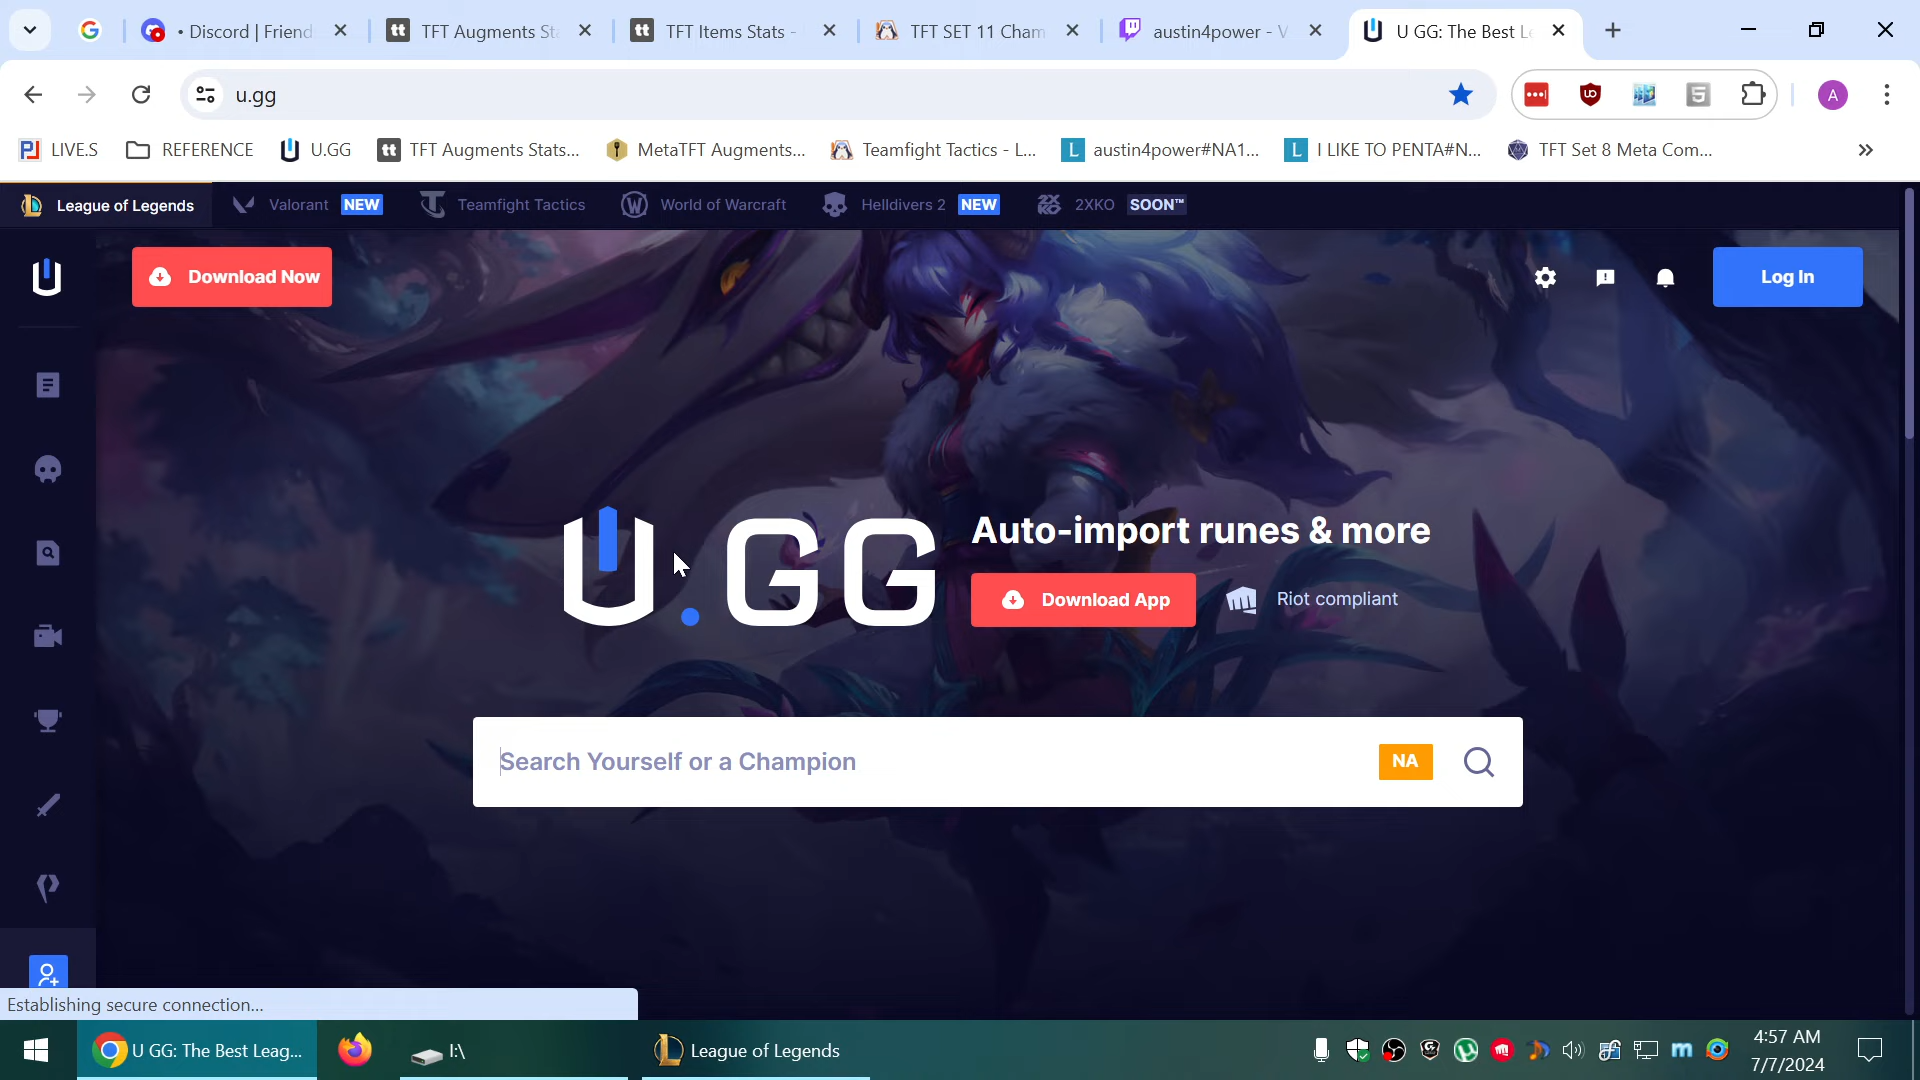 • Discord | Friend
TFT Augments St
TFT Items Stats -
TFT SET 11 Cham
austin4power - V
U GG: The Best L
u.gg
A
LIVE.S
REFERENCE
U.GG
TFT Augments Stats...
MetaTFT Augments...
Teamfight Tactics - L...
austin4power#NA1...
I LIKE TO PENTA#N...
TFT Set 8 Meta Com...
League of Legends
Valorant NEW
Teamfight Tactics
World of Warcraft
Helldivers 2 NEW
2XKO SOON™
Download Now
Log In
U.GG
Auto-import runes & more
Download App
Riot compliant
Search Yourself or a Champion
NA
Establishing secure connection...
U GG: The Best Leag...
I:\
League of Legends
4:57 AM
7/7/2024